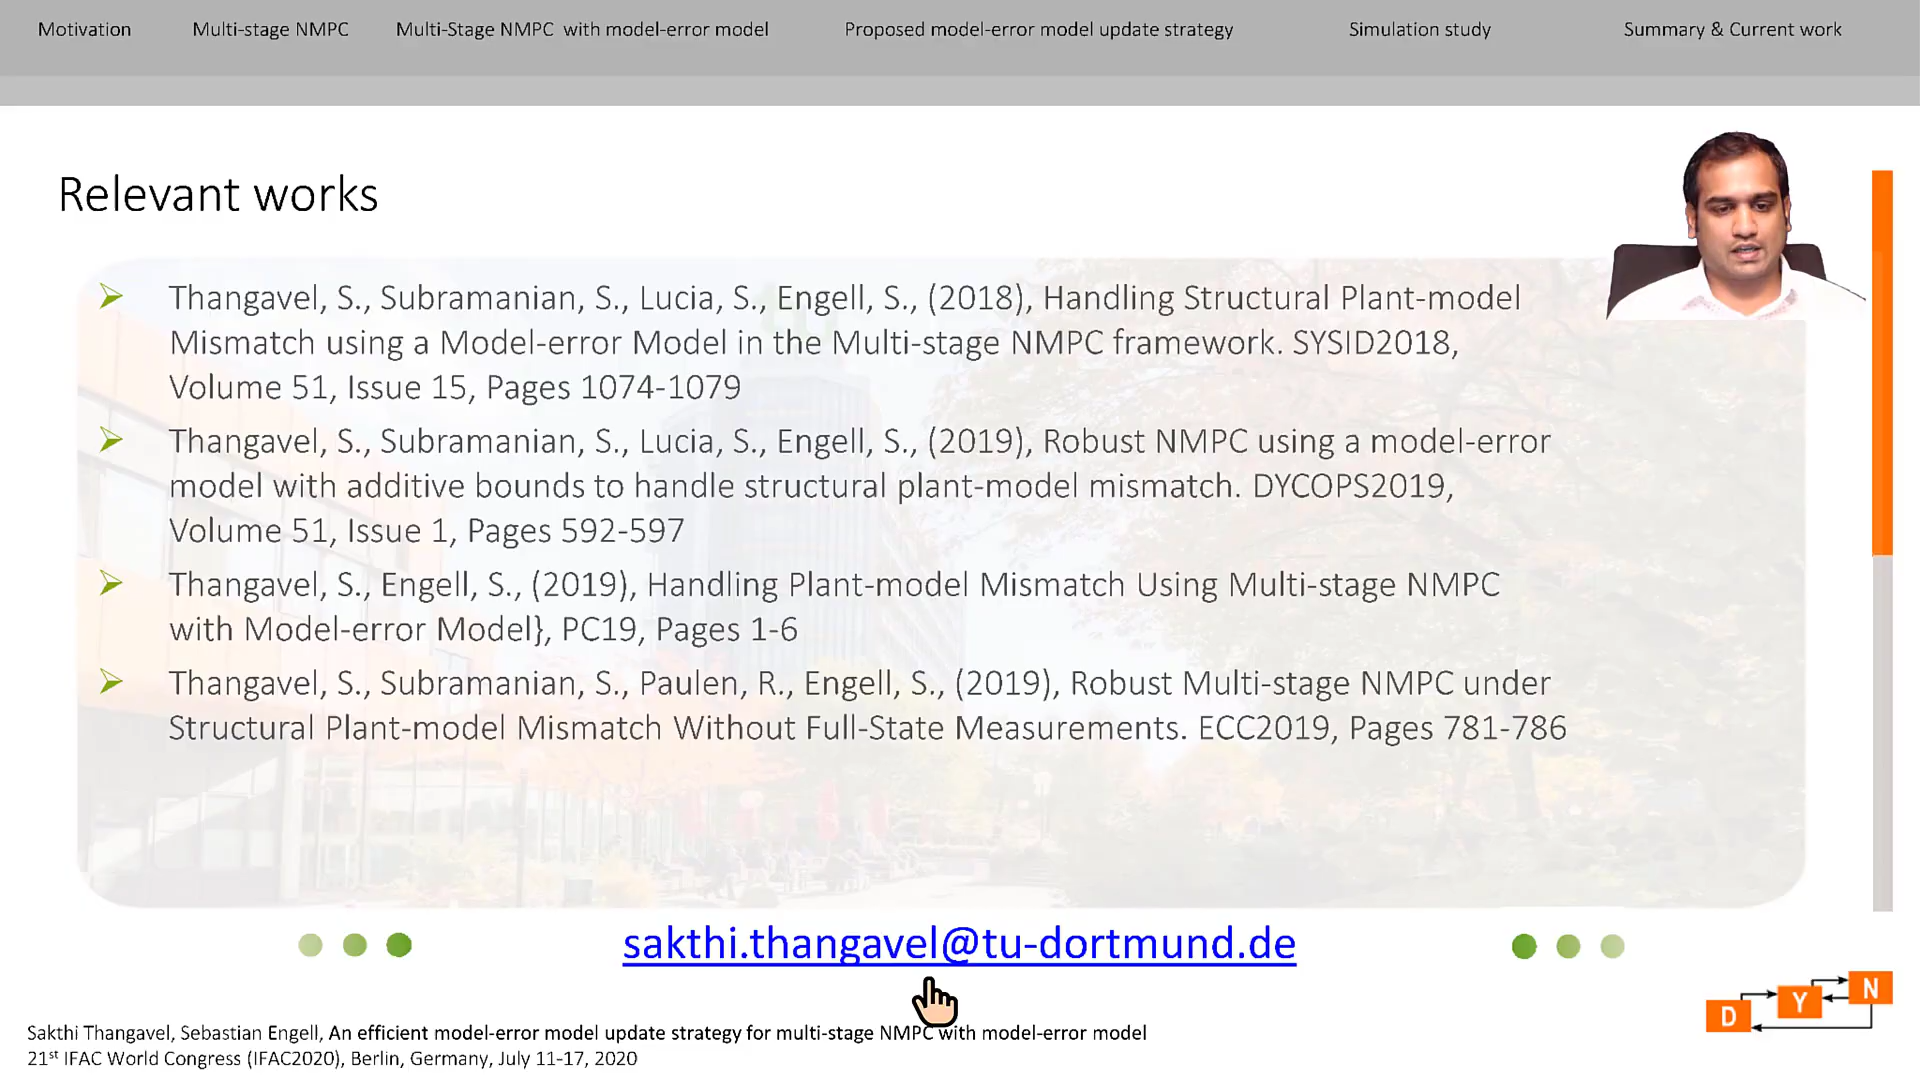 Motivation Multi-stage NMPC Multi-Stage NMPC with model-error model Proposed model-error model update strategy Simulation study Summary & Current work
Relevant works
Thangavel, S., Subramanian, S., Lucia, S., Engell, S., (2018), Handling Structural Plant-model
Mismatch using a Model-error Model in the Multi-stage NMPC framework. SYSID2018,
Volume 51, Issue 15, Pages 1074-1079
Thangavel, S., Subramanian, S., Lucia, S., Engell, S., (2019), Robust NMPC using a model-error
model with additive bounds to handle structural plant-model mismatch. DYCOPS2019,
Volume 51, Issue 1, Pages 592-597
Thangavel, S., Engell, S., (2019), Handling Plant-model Mismatch Using Multi-stage NMPC
with Model-error Model}, PC19, Pages 1-6
Thangavel, S., Subramanian, S., Paulen, R., Engell, S., (2019), Robust Multi-stage NMPC under
Structural Plant-model Mismatch Without Full-State Measurements. ECC2019, Pages 781-786
sakthi.thangavel@tu-dortmund.de
D Y N
Sakthi Thangavel, Sebastian Engell, An efficient model-error model update strategy for multi-stage NMPC with model-error model
21st IFAC World Congress (IFAC2020), Berlin, Germany, July 11-17, 2020